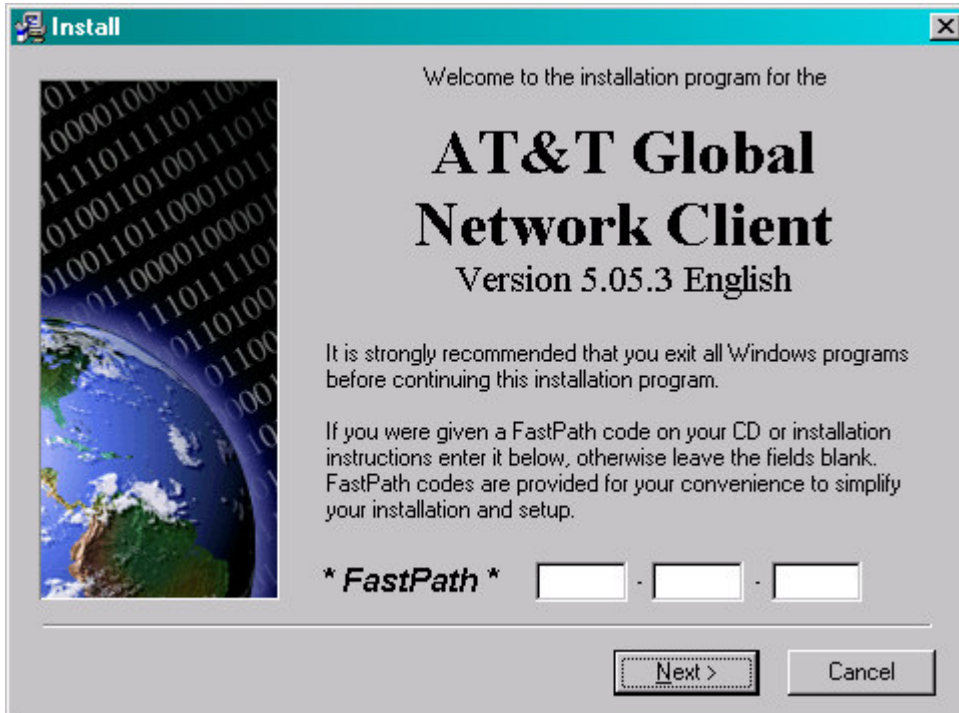 Install
Welcome to the installation program for the
AT&T Global
Network Client
Version 5.05.3 English
It is strongly recommended that you exit all Windows programs
before continuing this installation program.
If you were given a FastPath code on your CD or installation
instructions enter it below, otherwise leave the fields blank.
FastPath codes are provided for your convenience to simplify
your installation and setup.
* FastPath * - -
Next >
Cancel